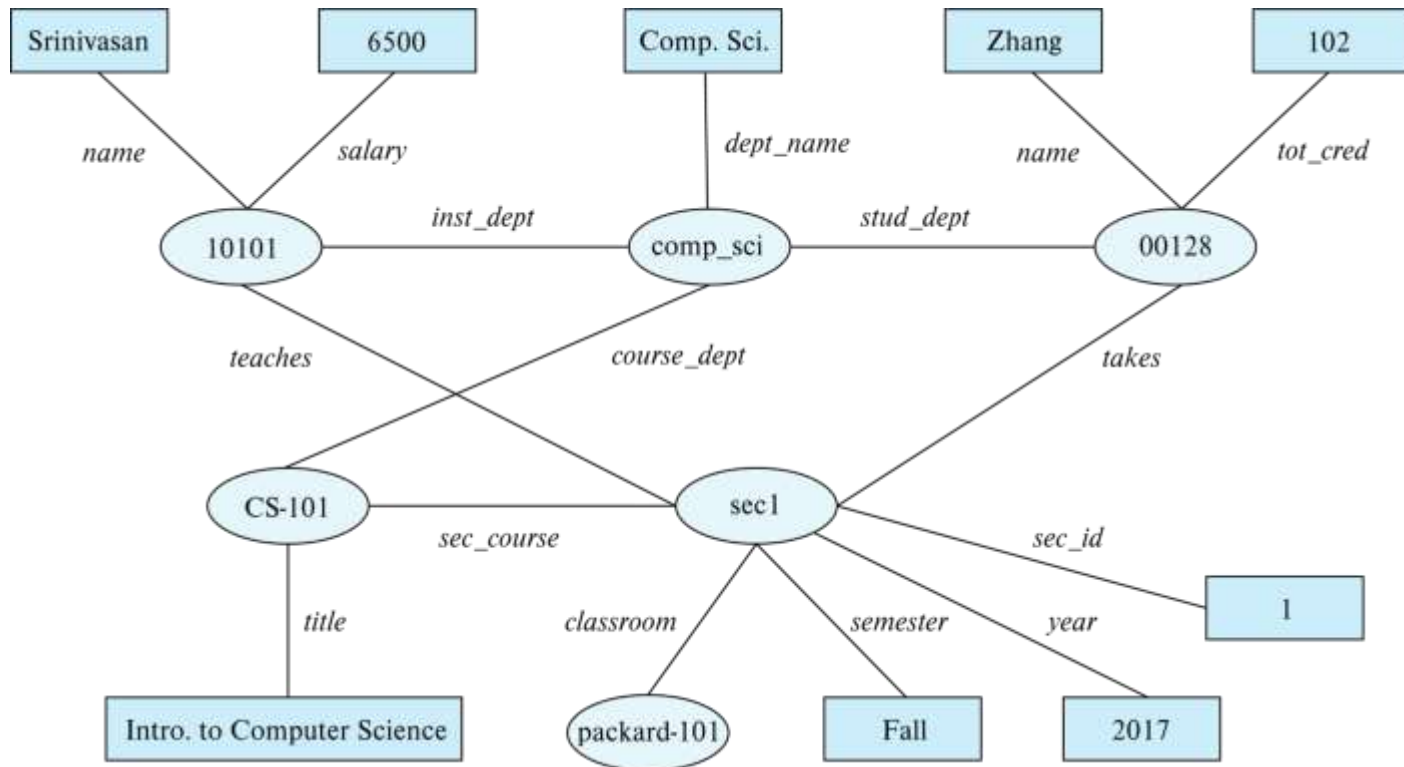 Srinivasan
6500
Comp. Sci.
Zhang
102
name
salary
dept_name
name
tot_cred
inst_dept
stud_dept
10101
comp_sci
00128
teaches
course_dept
takes
CS-101
sec1
sec_course
sec_id
1
title
classroom
semester
year
Intro. to Computer Science
packard-101
Fall
2017